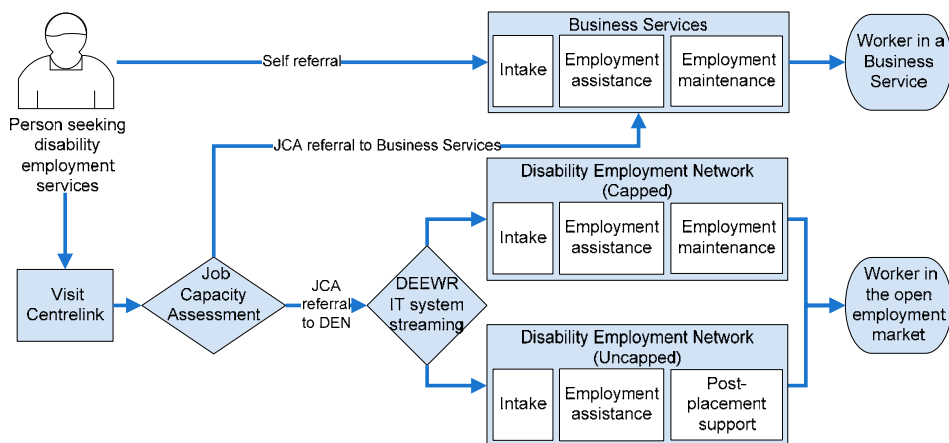 Business Services
Intake
Employment
assistance
Employment
maintenance
Worker in a
Business
Service
Self referral
Person seeking
disability
employment
services
JCA referral to Business Services
Disability Employment Network
(Capped)
Intake
Employment
assistance
Employment
maintenance
Visit
Centrelink
Job
Capacity
Assessment
JCA
referral
to DEN
DEEWR
IT system
streaming
Worker in
the open
employment
market
Disability Employment Network
(Uncapped)
Intake
Employment
assistance
Post-
placement
support